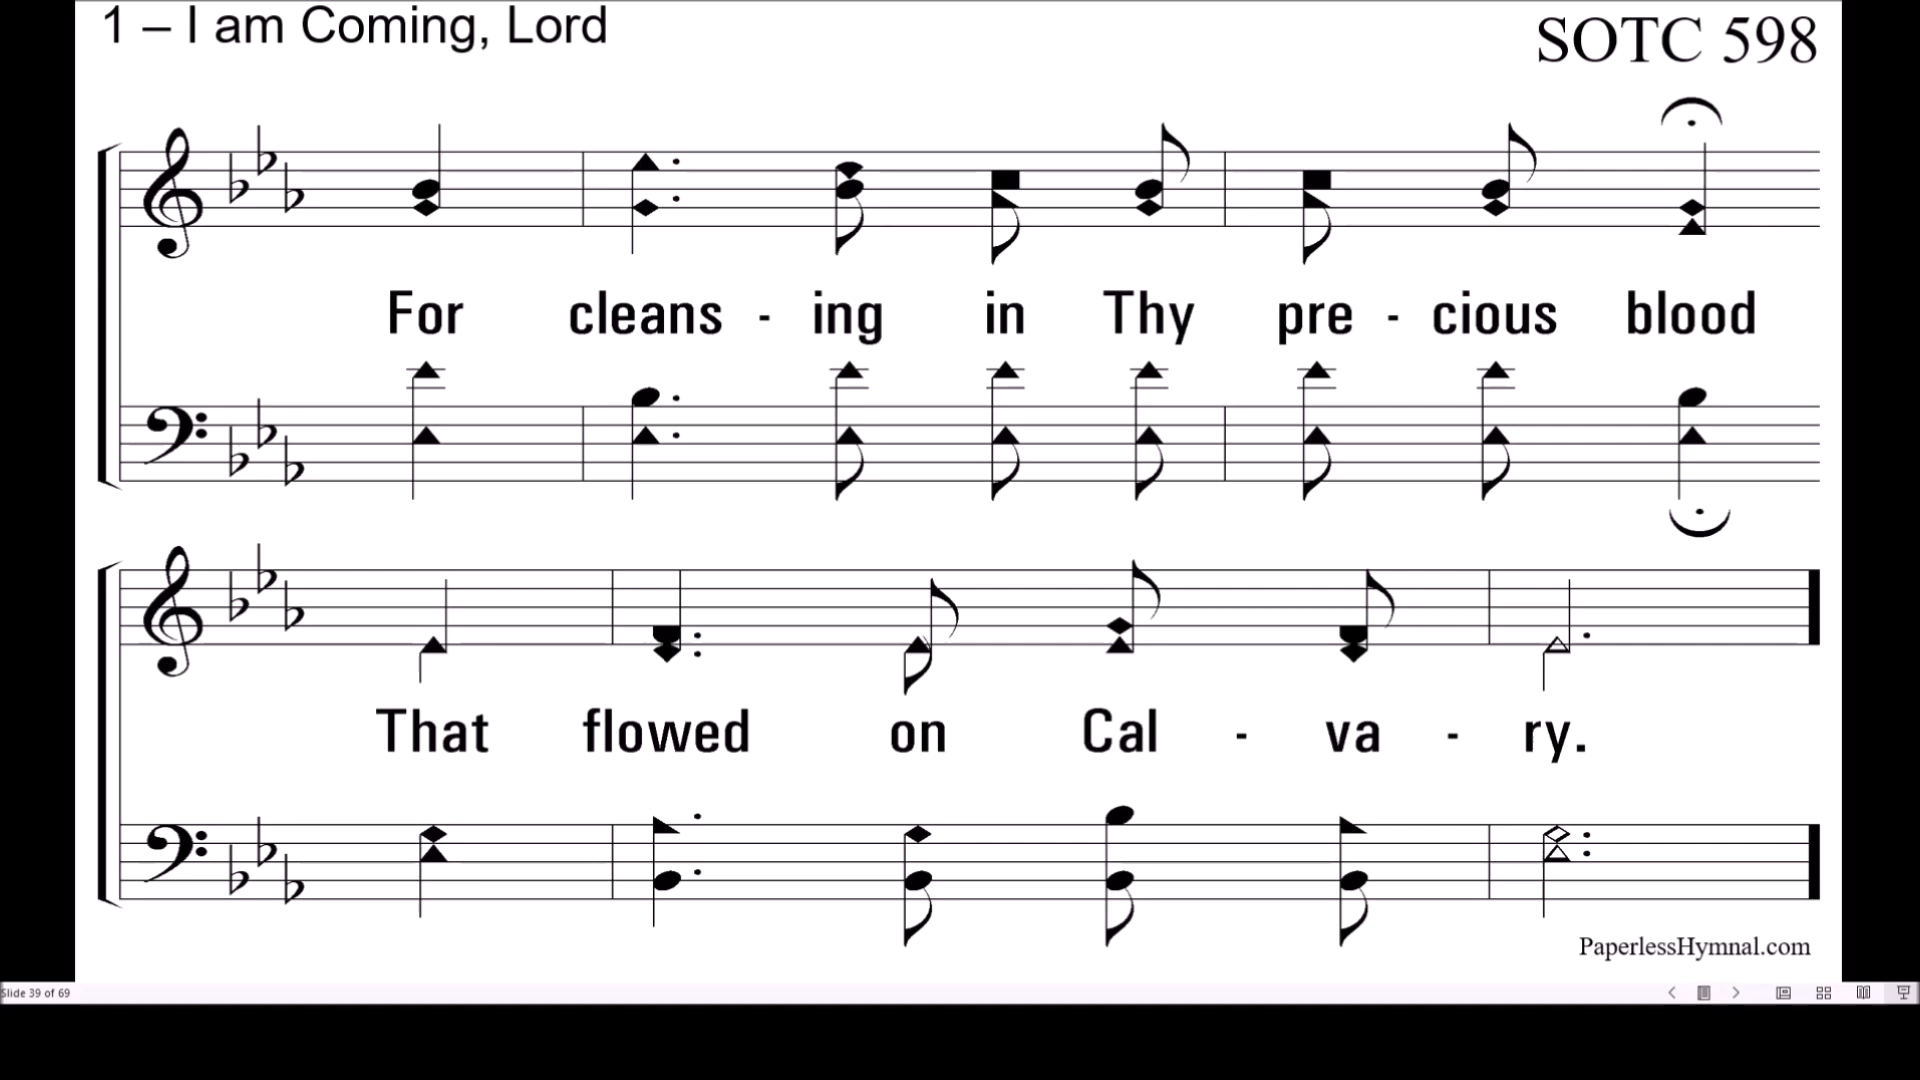 1 – I am Coming, Lord
SOTC 598
For cleans - ing in Thy pre - cious blood
That flowed on Cal - va - ry.
PaperlessHymnal.com
Slide 39 of 69